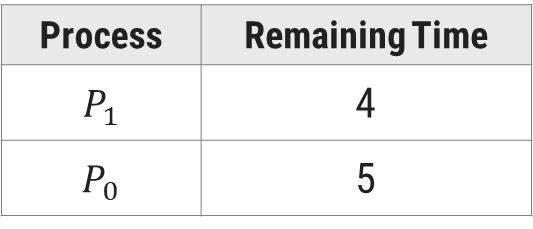 Process Remaining Time
P₁ 4
P₀ 5